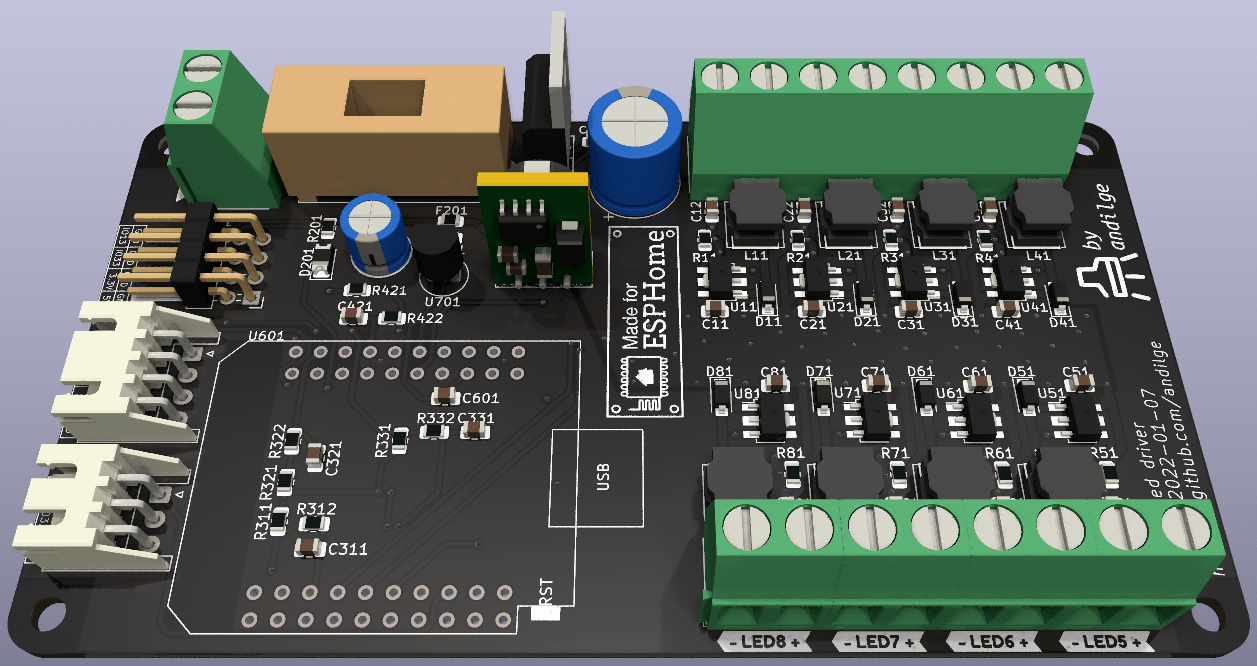 F201
R201
D201
R421
U701
C421
R422
Made for
ESPHome
by
andilge
R21
L11
L21
L31
L41
U11
U21
U31
U41
C11
D11
C21
D21
C31
D31
C41
D41
U601
C601
R332
C331
R331
R322
C321
R321
R312
R311
C311
USB
RST
D81
C81
D71
C71
D61
C61
D51
C51
U81
U71
U61
U51
R81
R71
R61
R51
ed driver
2022-01-07
github.com/andilge
- LED8 +
- LED7 +
- LED6 +
- LED5 +